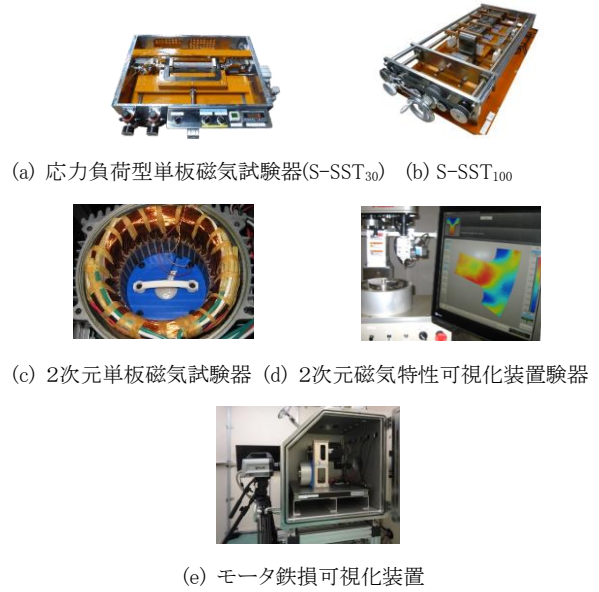 (a) 応力負荷型単板磁気試験器(S-SST30) (b) S-SST100
(c) 2次元単板磁気試験器 (d) 2次元磁気特性可視化装置験器
(e) モータ鉄損可視化装置